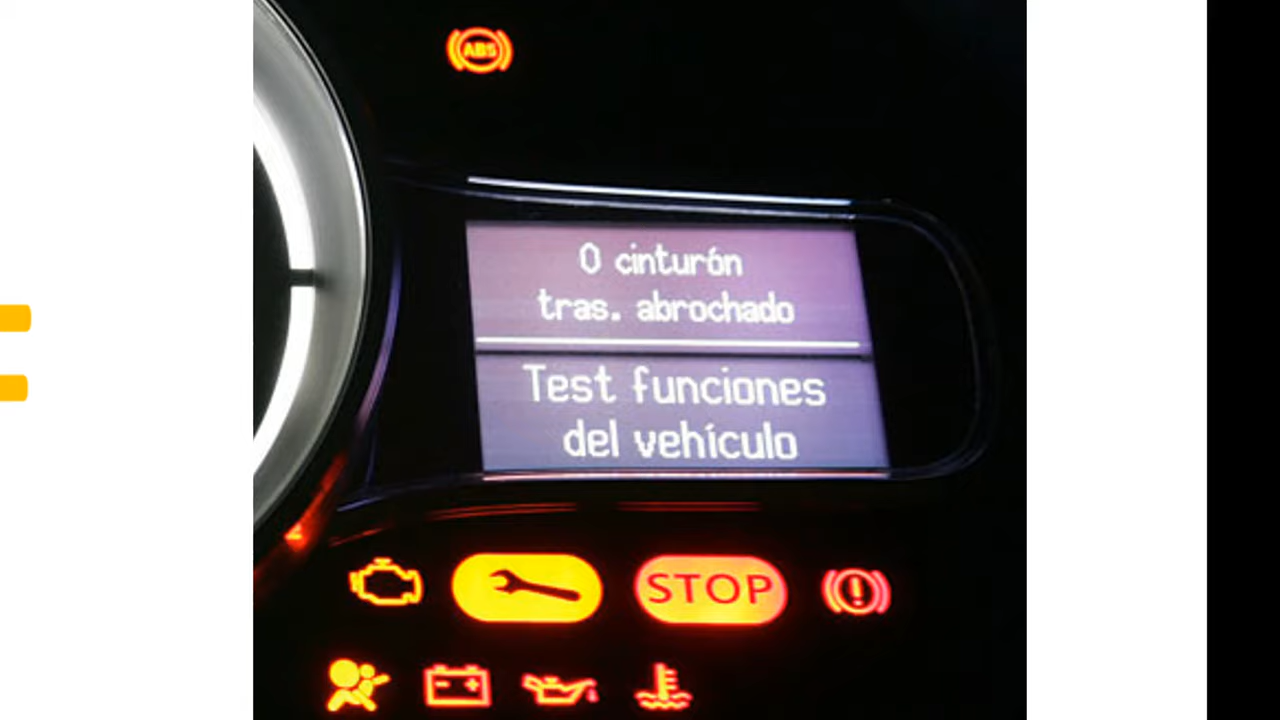 ABS
0 cinturón
tras. abrochado
Test funciones
del vehículo
STOP